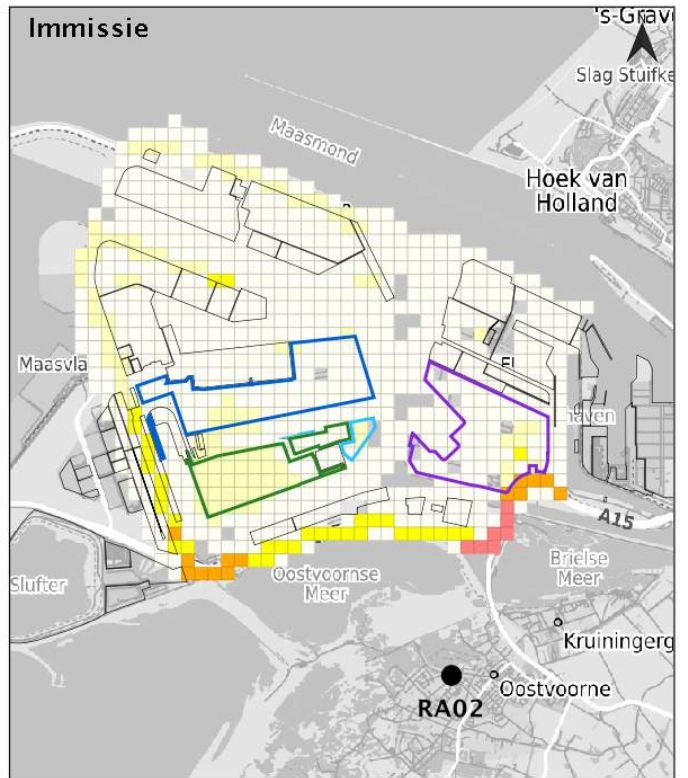 Immissie
's-Grav
Slag Stuifke
Maasmond
Hoek van
Holland
Maasvla
haven
A15
Slufter
Oostvoornse
Meer
Brielse
Meer
Kruiningerg
Oostvoorne
RA02